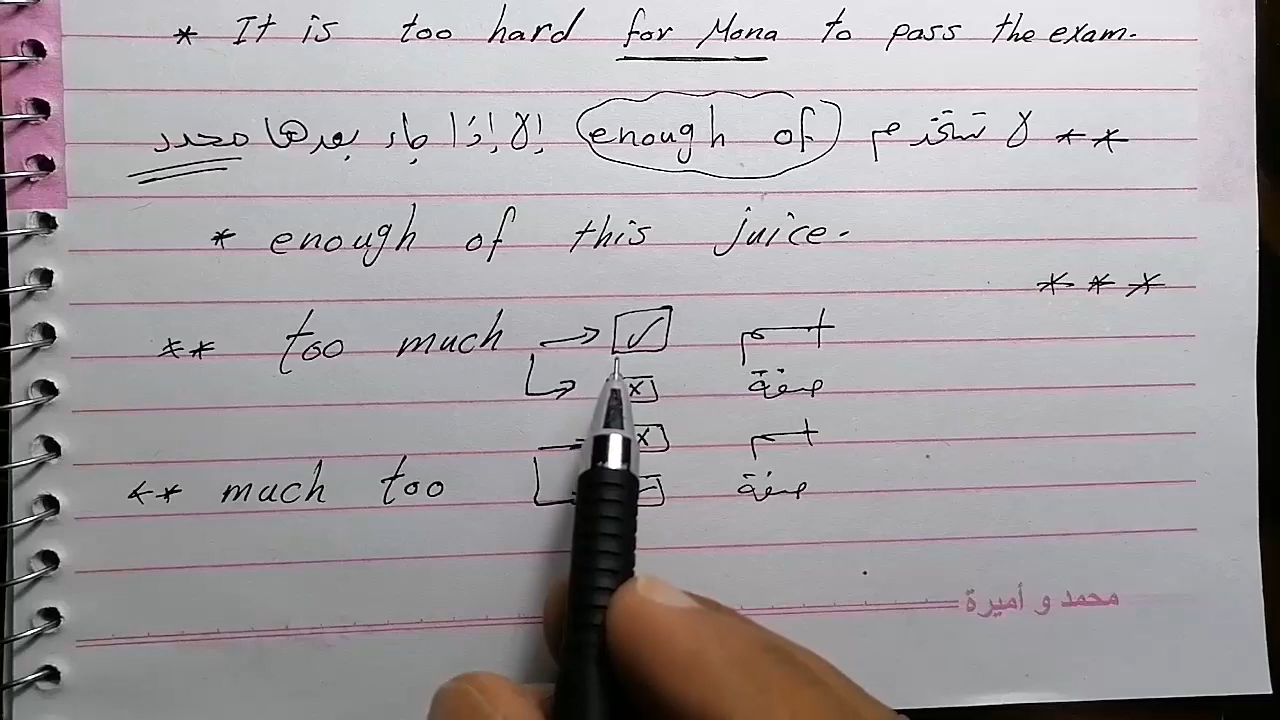 * It is too hard for Mona to pass the exam.
** لا تستخدم enough of إلا إذا جاء بعدها محدد
* enough of this juice.
***
** too much → ✓ اسم
x صفة
x اسم
** much too صفة
محمد و أميرة